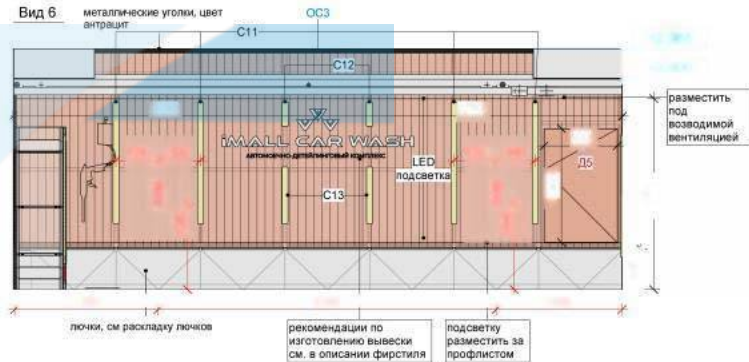 Вид 6
металлические уголки, цвет
антрацит
ОС3
С11
С12
разместить
под
возводимой
вентиляцией
iMALL CAR WASH
АВТОМОЕЧНО-ДЕТЕЙЛИНГОВЫЙ КОМПЛЕКС
LED
подсветка
Д5
С13
лючки, см раскладку лючков
рекомендации по
изготовлению вывески
см. в описании фирстиля
подсветку
разместить за
профлистом